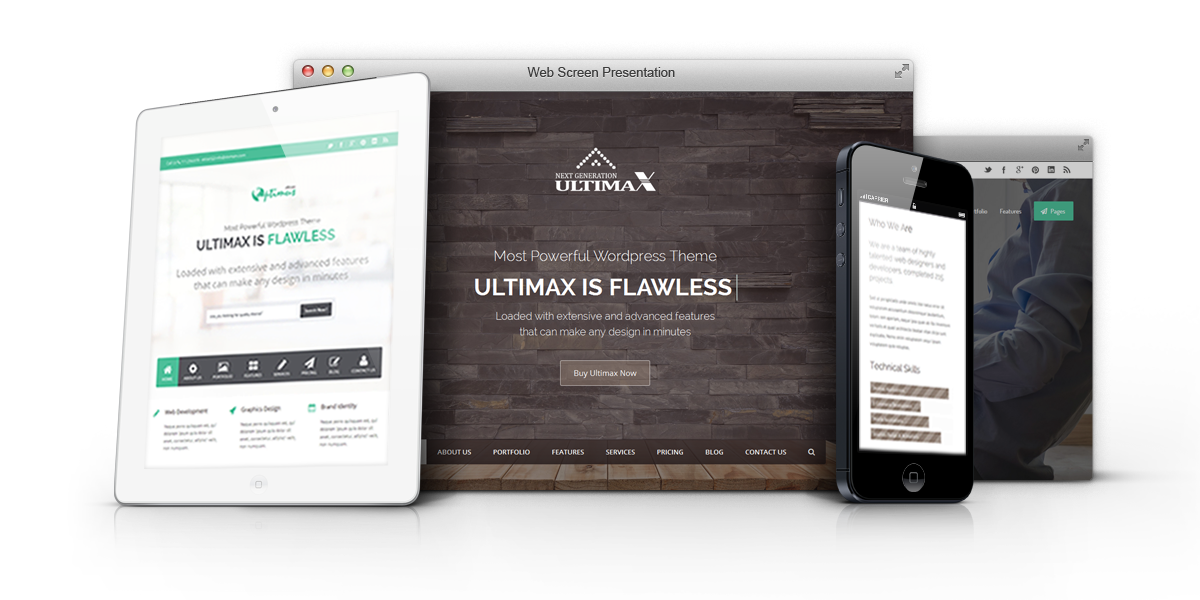 Web Screen Presentation
NEXT GENERATION
ULTIMAX
Most Powerful Wordpress Theme
ULTIMAX IS FLAWLESS
Loaded with extensive and advanced features
that can make any design in minutes
Buy Ultimax Now
ABOUT US PORTFOLIO FEATURES SERVICES PRICING BLOG CONTACT US
Optimus
Most Powerful Wordpress Theme
ULTIMAX IS FLAWLESS
Loaded with extensive and advanced features
that can make any design in minutes
HOME ABOUT US PORTFOLIO FEATURES SERVICES PRICING BLOG CONTACT US
Web Development Graphics Design Brand Identity
CARRIER
Who We Are
We are a team of highly
talented web designers and
developers, completed 215
projects
Technical Skills
tfolio Features Pages